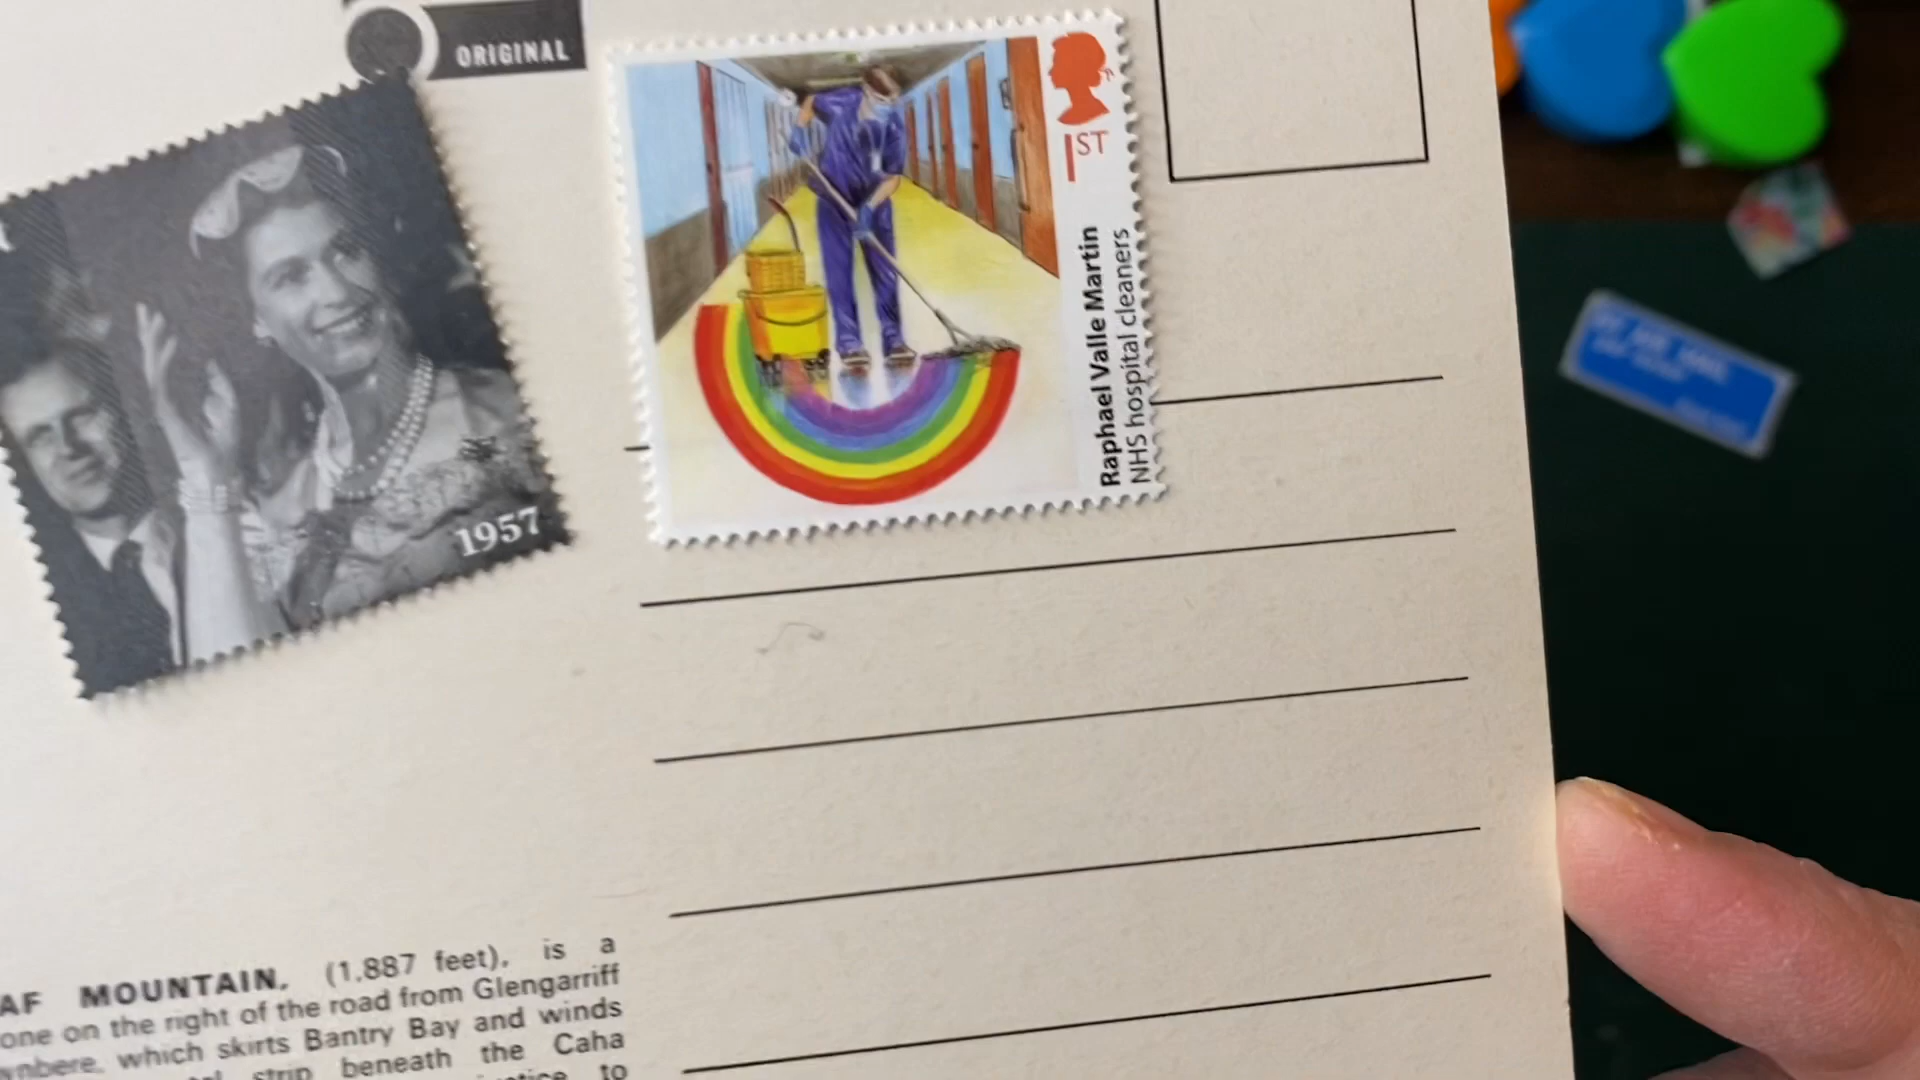 ORIGINAL
1957
1ST
Raphael Valle Martin
NHS hospital cleaners
AF MOUNTAIN, (1,887 feet), is a
one on the right of the road from Glengarriff
which skirts Bantry Bay and winds
strip beneath the Caha
to